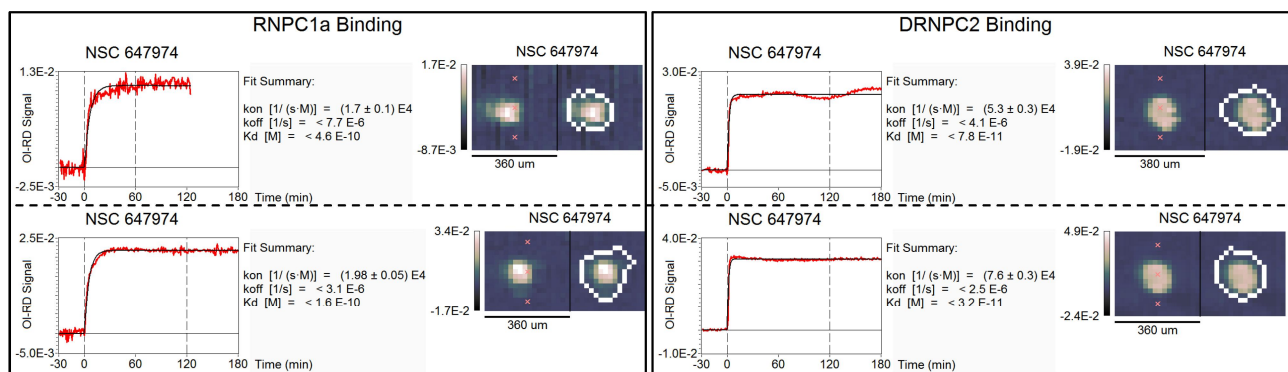 RNPC1a Binding
NSC 647974
1.3E-2
OI-RD Signal
-2.5E-3
-30 0 60 120 180
Time (min)
Fit Summary:
kon [1/ (s·M)] = (1.7 ± 0.1) E4
koff [1/s] = < 7.7 E-6
Kd [M] = < 4.6 E-10
NSC 647974
1.7E-2
-8.7E-3
360 um
NSC 647974
2.5E-2
OI-RD Signal
-5.0E-3
-30 0 60 120 180
Time (min)
Fit Summary:
kon [1/ (s·M)] = (1.98 ± 0.05) E4
koff [1/s] = < 3.1 E-6
Kd [M] = < 1.6 E-10
NSC 647974
3.4E-2
-1.7E-2
360 um
DRNPC2 Binding
NSC 647974
3.0E-2
OI-RD Signal
-5.0E-3
-30 0 60 120 180
Time (min)
Fit Summary:
kon [1/ (s·M)] = (5.3 ± 0.3) E4
koff [1/s] = < 4.1 E-6
Kd [M] = < 7.8 E-11
NSC 647974
3.9E-2
-1.9E-2
380 um
NSC 647974
4.0E-2
OI-RD Signal
-1.0E-2
-30 0 60 120 180
Time (min)
Fit Summary:
kon [1/ (s·M)] = (7.6 ± 0.3) E4
koff [1/s] = < 2.5 E-6
Kd [M] = < 3.2 E-11
NSC 647974
4.9E-2
-2.4E-2
360 um